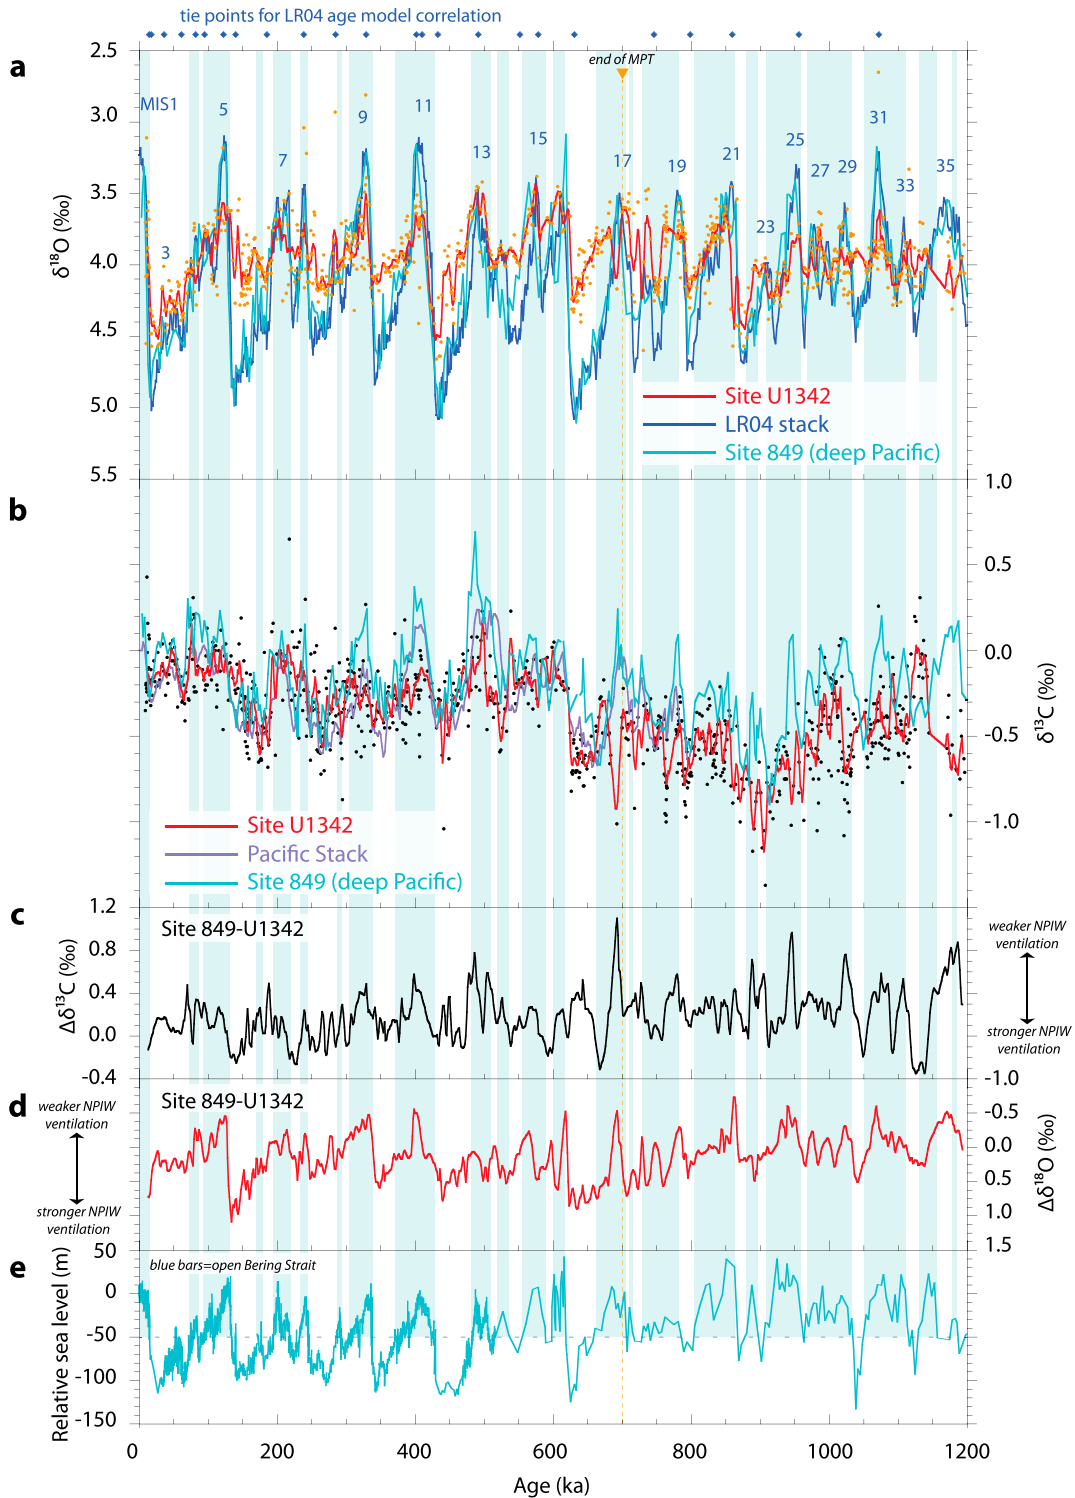 tie points for LR04 age model correlation
a
2.5
3.0
3.5
4.0
4.5
5.0
5.5
δ18O (‰)
end of MPT
MIS1
3
5
7
9
11
13
15
17
19
21
23
25
27
29
31
33
35
Site U1342
LR04 stack
Site 849 (deep Pacific)
b
1.0
0.5
0.0
-0.5
-1.0
δ13C (‰)
Site U1342
Pacific Stack
Site 849 (deep Pacific)
c
1.2
0.8
0.4
0.0
-0.4
Δδ13C (‰)
Site 849-U1342
weaker NPIW
ventilation
stronger NPIW
ventilation
d
Site 849-U1342
weaker NPIW
ventilation
stronger NPIW
ventilation
-1.0
-0.5
0.0
0.5
1.0
1.5
Δδ18O (‰)
e
blue bars=open Bering Strait
50
0
-50
-100
-150
Relative sea level (m)
0
200
400
600
800
1000
1200
Age (ka)